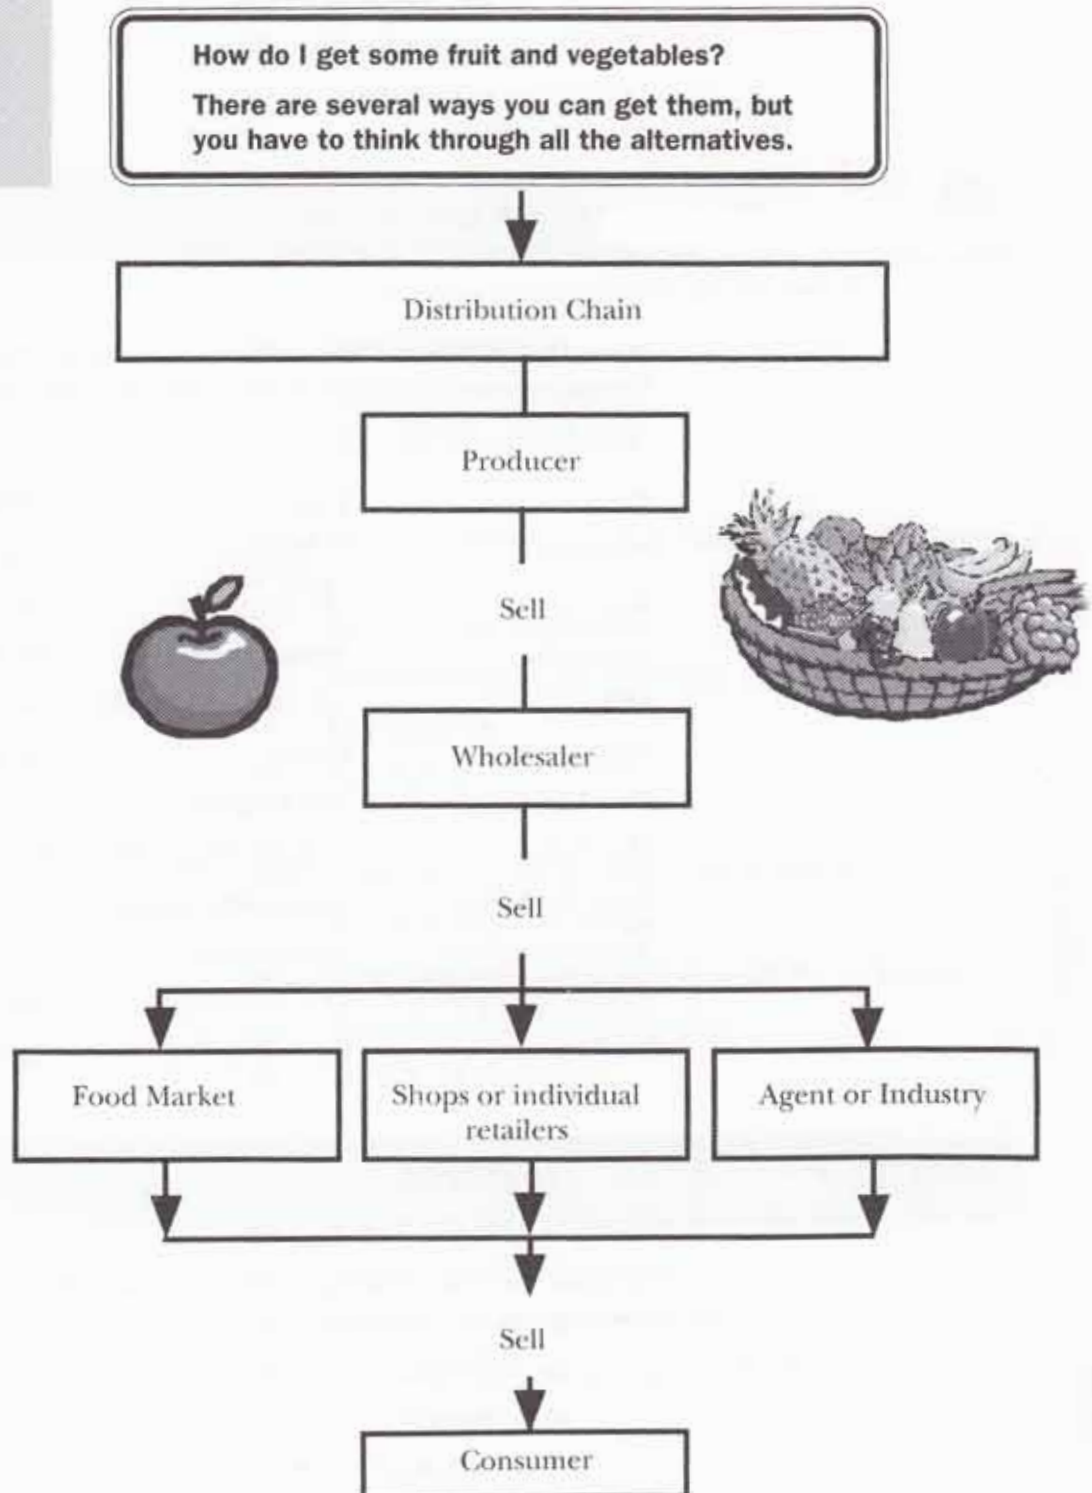 How do I get some fruit and vegetables?
There are several ways you can get them, but
you have to think through all the alternatives.
Distribution Chain
Producer
Sell
Wholesaler
Sell
Food Market
Shops or individual
retailers
Agent or Industry
Sell
Consumer